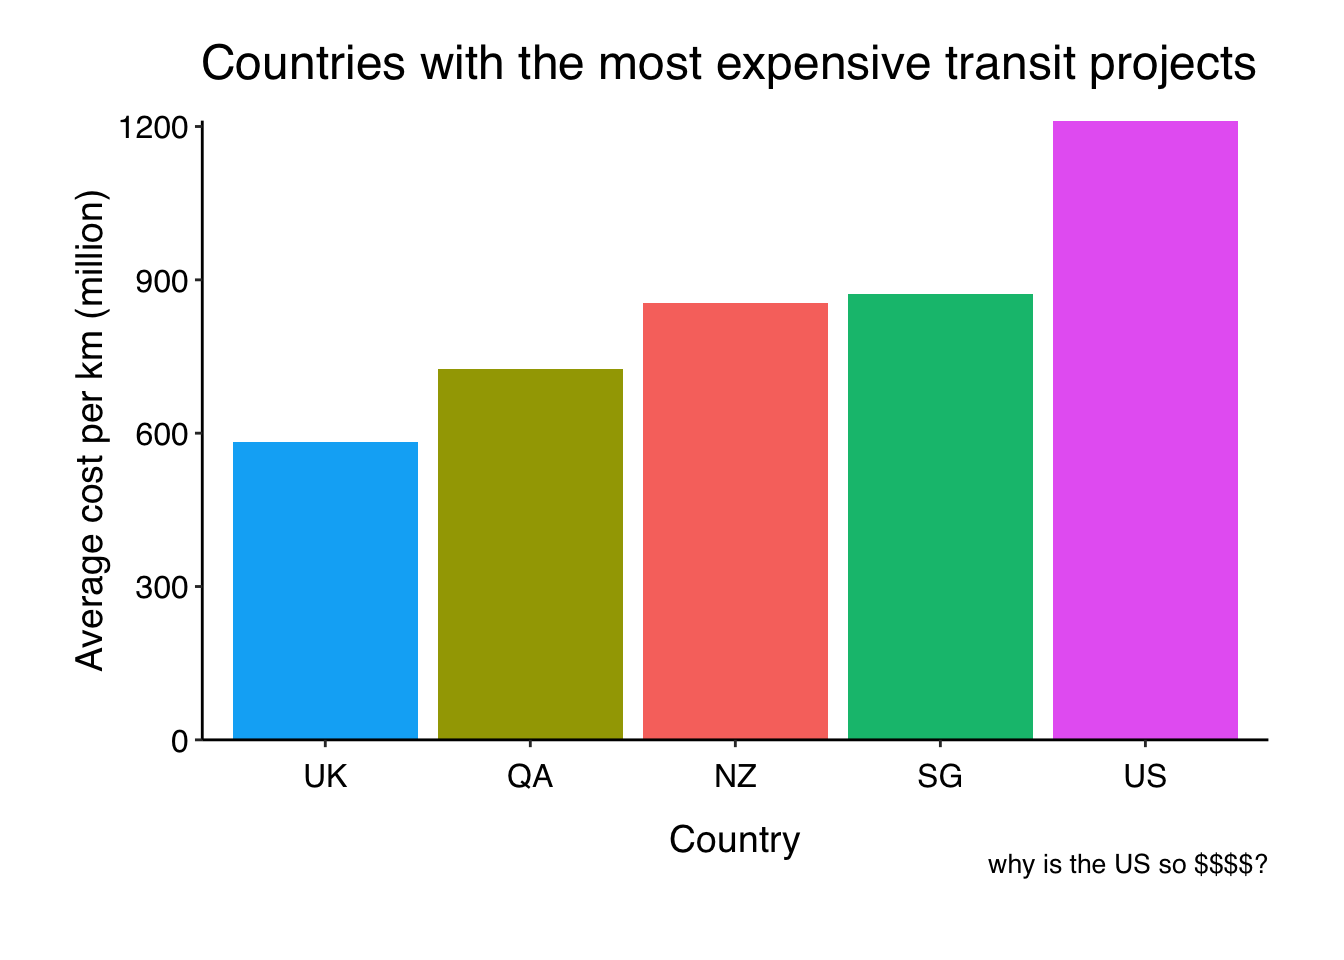 Countries with the most expensive transit projects
Average cost per km (million)
1200
900
600
300
0
UK
QA
NZ
SG
US
Country
why is the US so $$$$?